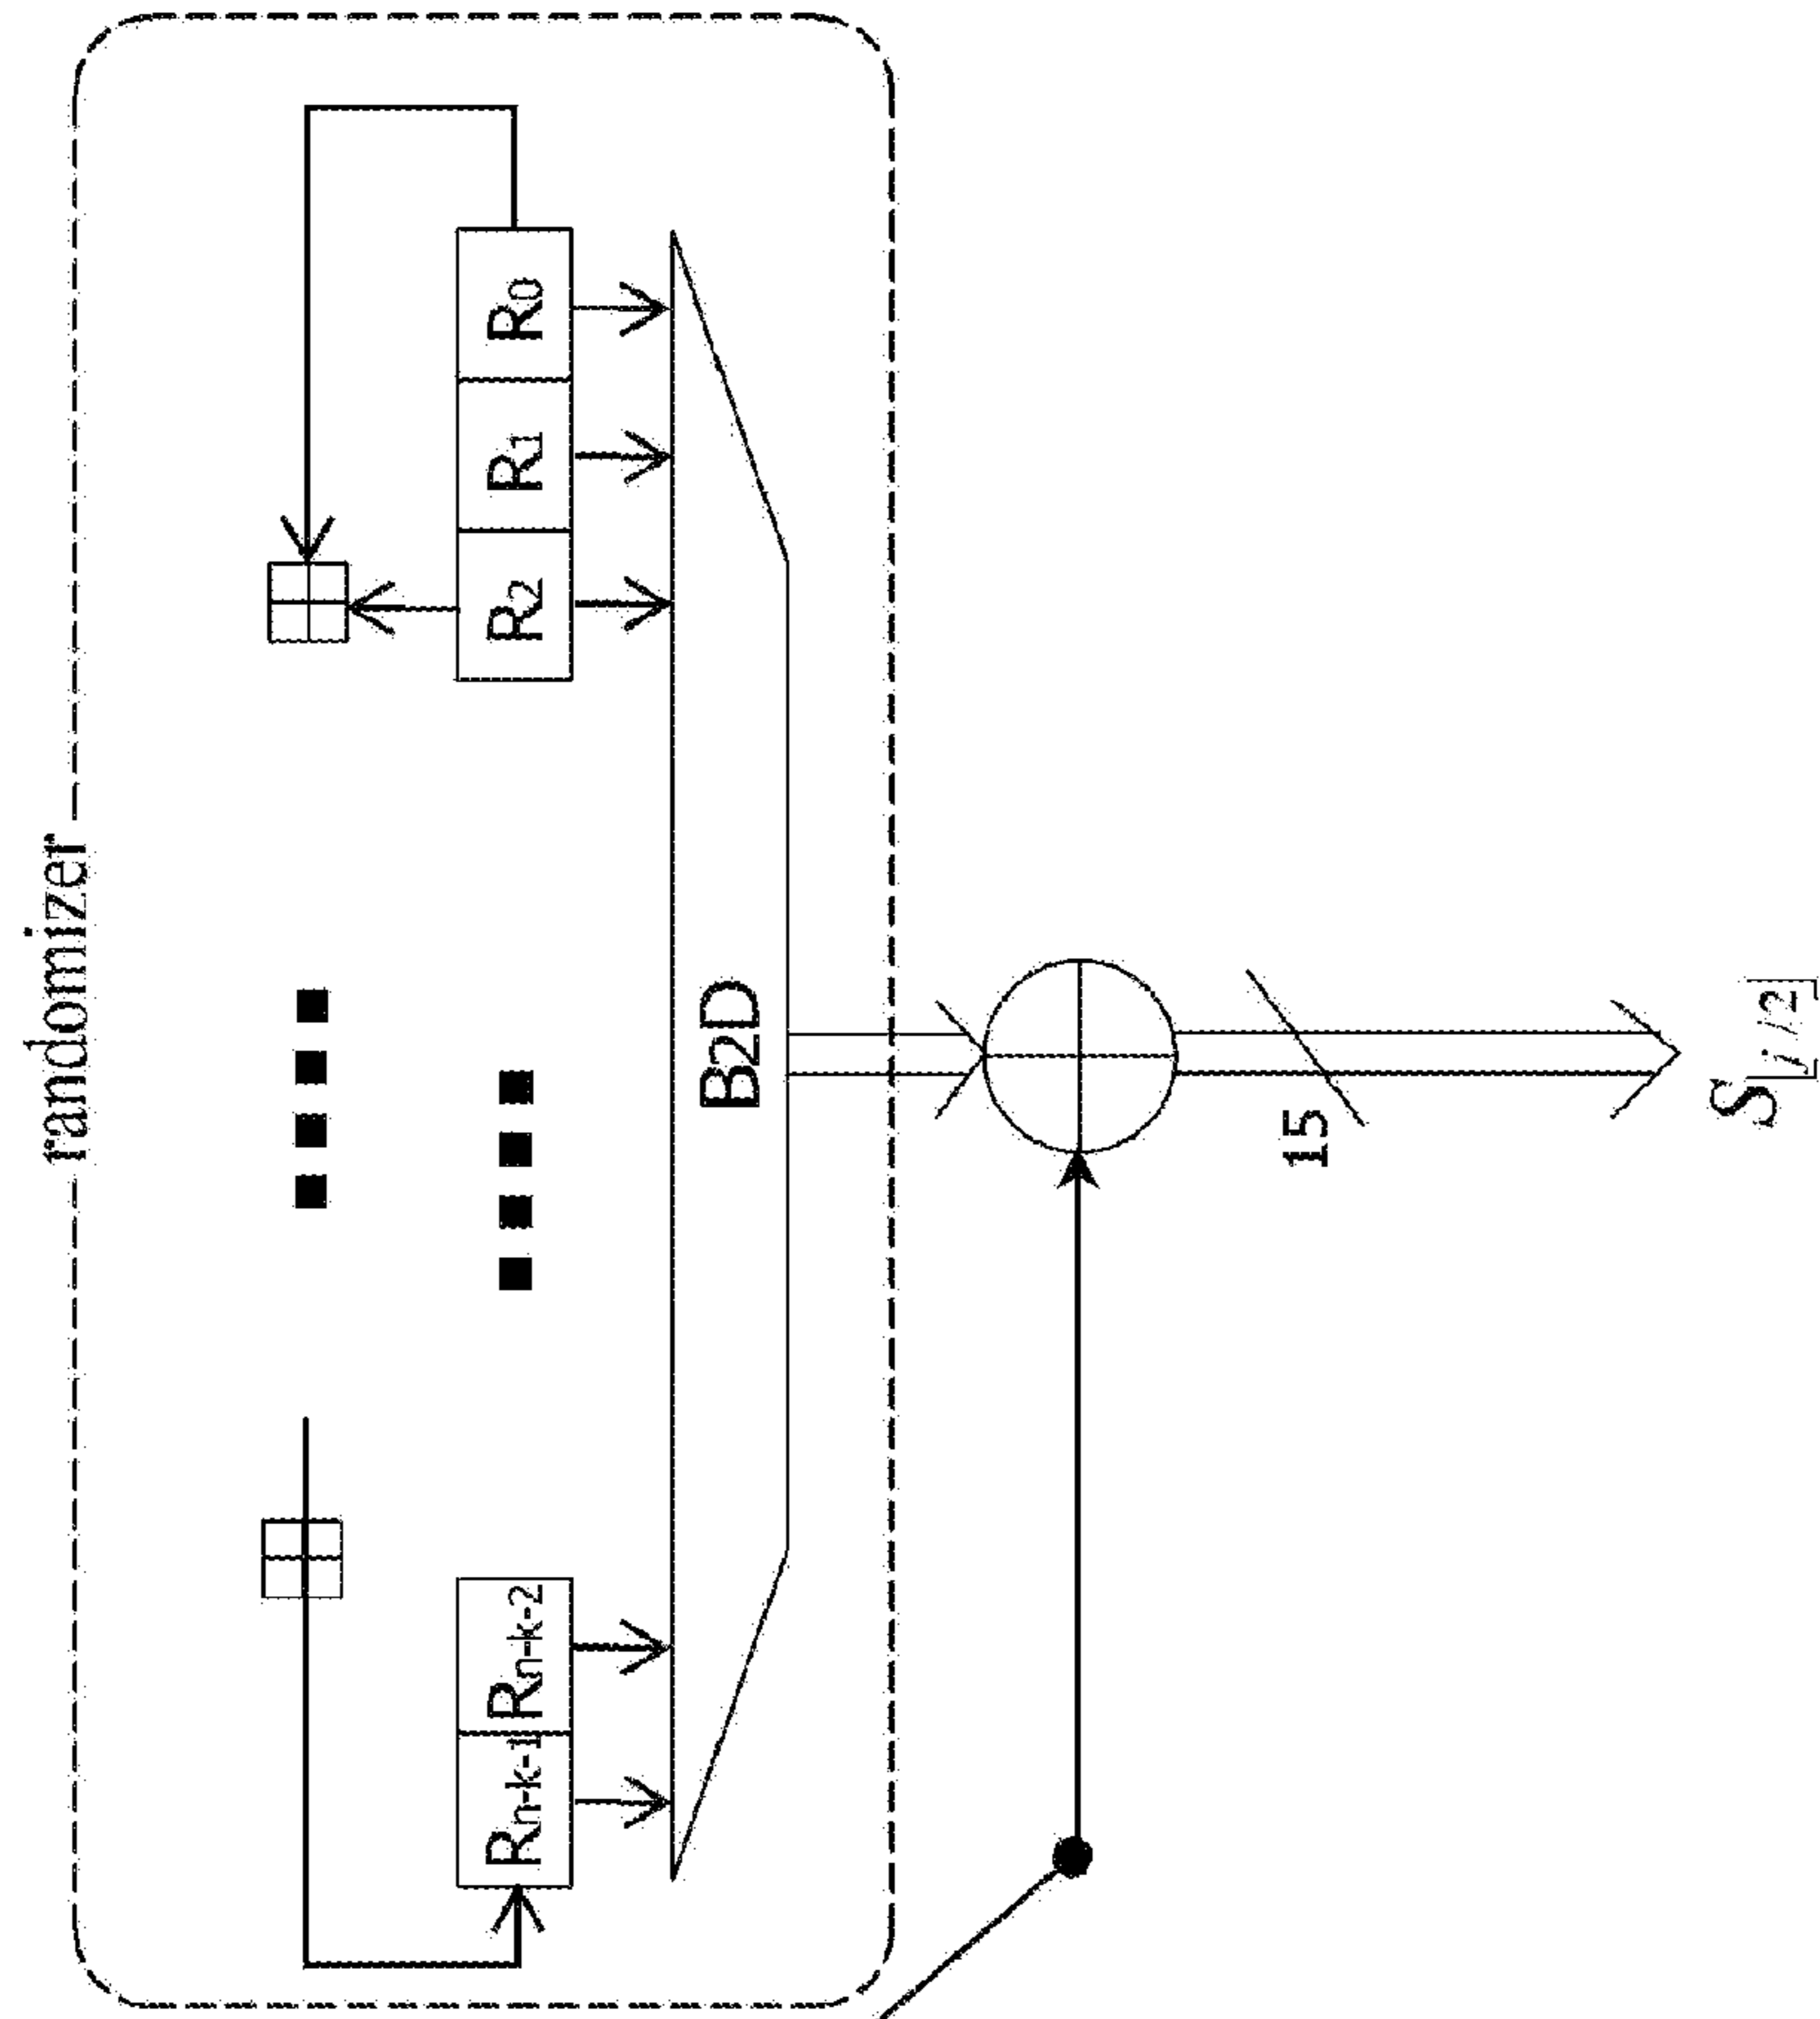 randomizer
Rn-k-1
Rn-k-2
R2
R1
R0
B2D
15
S⌊j/2⌋